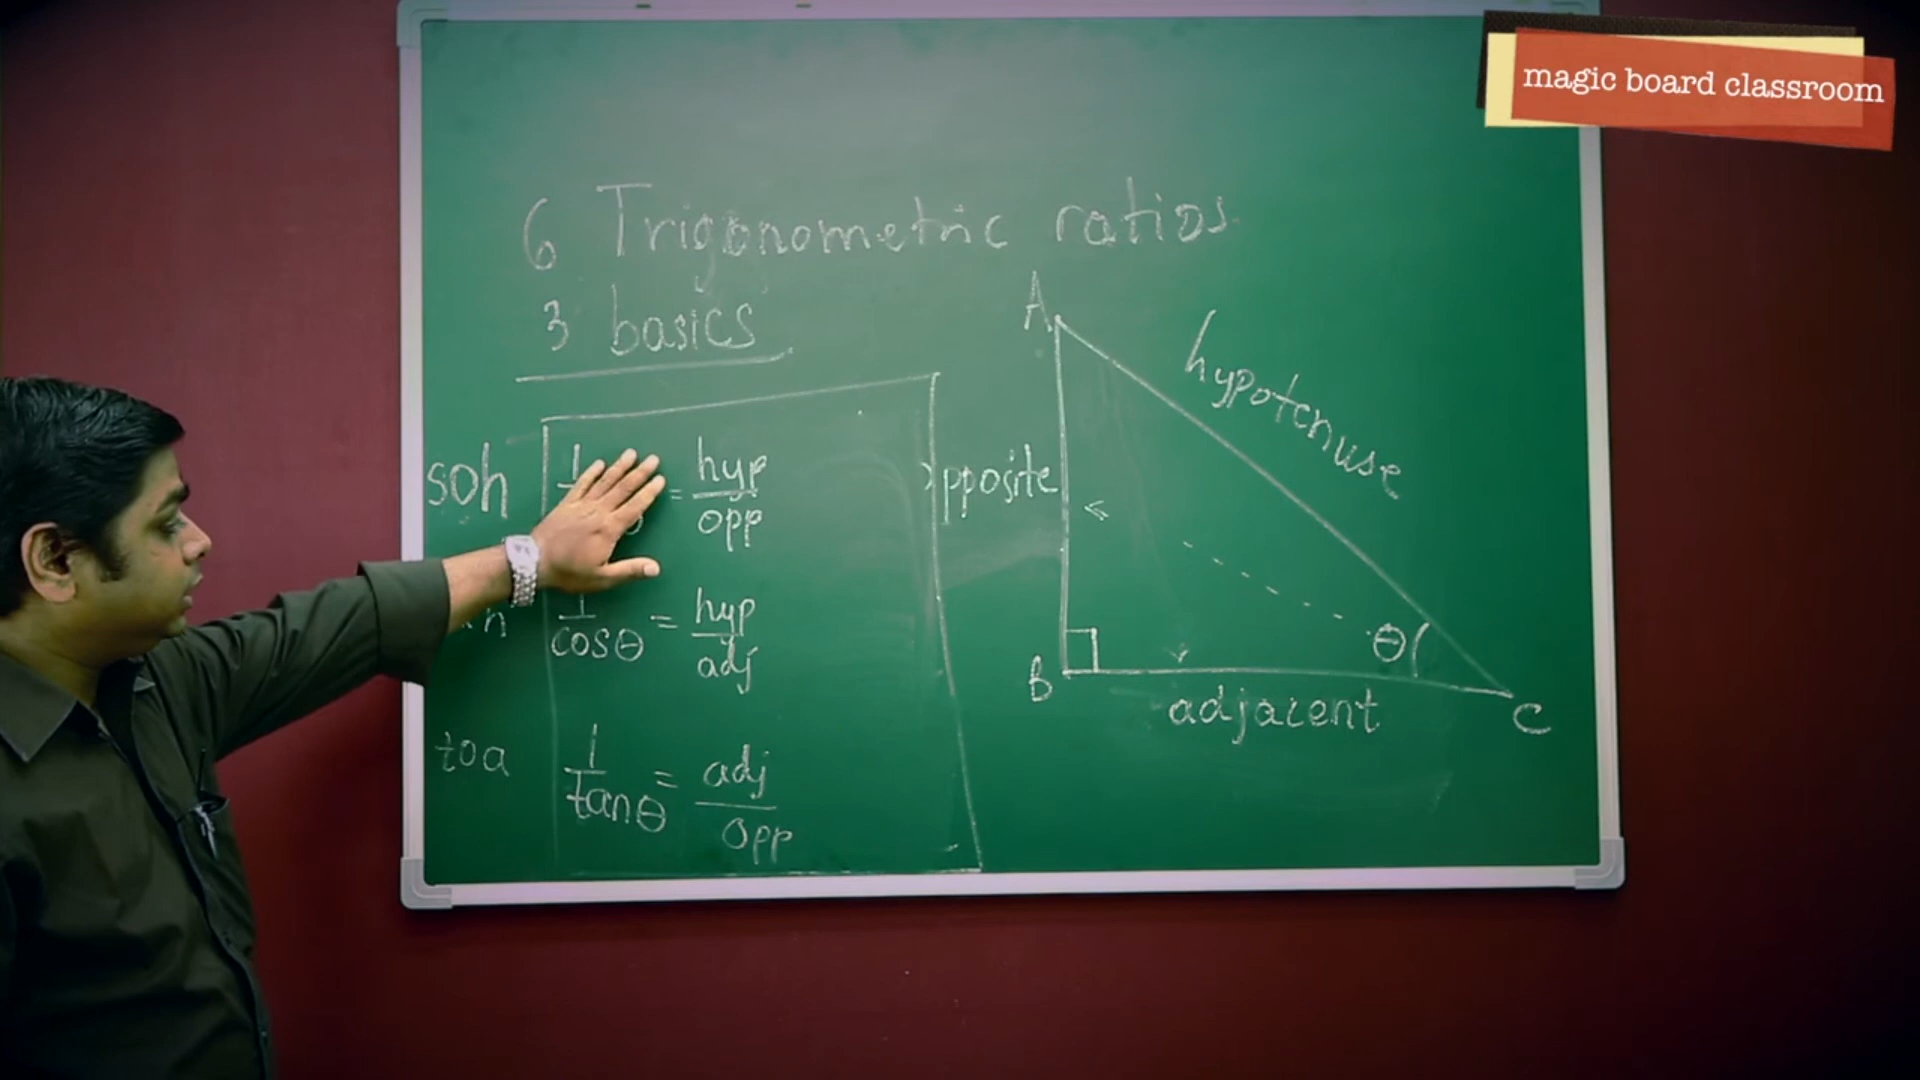 magic board classroom
6 Trigonometric ratios
3 basics
soh 1 = hyp
opp
1
cosθ = hyp
adj
toa 1
tanθ = adj
opp
A
hypotenuse
pposite
θ
B
adjacent
C